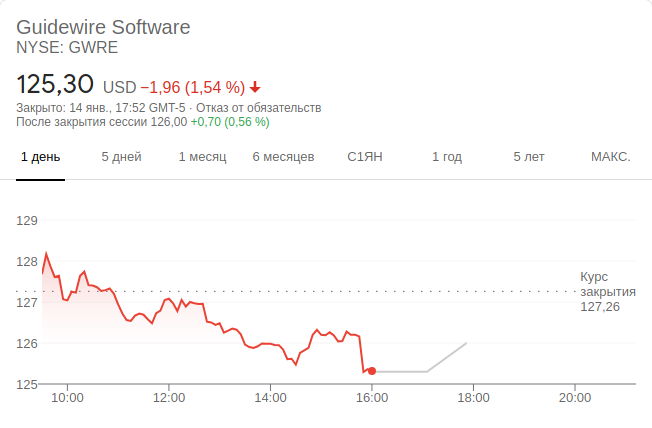 Guidewire Software
NYSE: GWRE
125,30 USD −1,96 (1,54 %)
Закрыто: 14 янв., 17:52 GMT-5 · Отказ от обязательств
После закрытия сессии 126,00 +0,70 (0,56 %)
1 день 5 дней 1 месяц 6 месяцев С1ЯН 1 год 5 лет МАКС.
129
128
127
126
125
Курс
закрытия
127,26
10:00 12:00 14:00 16:00 18:00 20:00